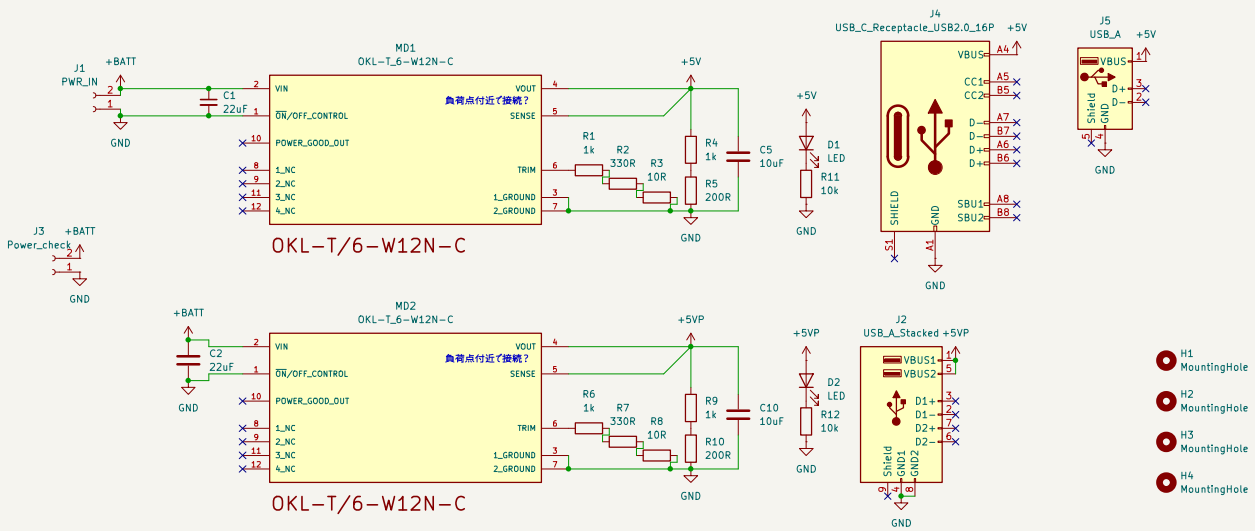 J1
PWR_IN
2
1
+BATT
GND
C1
22uF
MD1
OKL-T_6-W12N-C
2 VIN
1 ON/OFF_CONTROL
10 POWER_GOOD_OUT
8 1_NC
9 2_NC
11 3_NC
12 4_NC
VOUT 4
負荷点付近で接続？
SENSE 5
TRIM 6
1_GROUND 3
2_GROUND 7
OKL-T/6-W12N-C
R1
1k
R2
330R
R3
10R
+5V
R4
1k
R5
200R
GND
C5
10uF
+5V
D1
LED
R11
10k
GND
J4
USB_C_Receptacle_USB2.0_16P
+5V
VBUS A4
CC1 A5
CC2 B5
D- A7
D- B7
D+ A6
D+ B6
SBU1 A8
SBU2 B8
SHIELD
GND
S1
A1
GND
J5
USB_A
+5V
VBUS 1
D+ 3
D- 2
Shield
GND
5
4
GND
J3
Power_check
+BATT
2
1
GND
+BATT
C2
22uF
GND
MD2
OKL-T_6-W12N-C
2 VIN
1 ON/OFF_CONTROL
10 POWER_GOOD_OUT
8 1_NC
9 2_NC
11 3_NC
12 4_NC
VOUT 4
負荷点付近で接続？
SENSE 5
TRIM 6
1_GROUND 3
2_GROUND 7
OKL-T/6-W12N-C
R6
1k
R7
330R
R8
10R
+5VP
R9
1k
R10
200R
GND
C10
10uF
+5VP
D2
LED
R12
10k
GND
J2
USB_A_Stacked +5VP
VBUS1 1
VBUS2 5
D1+ 3
D1- 2
D2+ 7
D2- 6
Shield
GND1
GND2
9
4
8
GND
H1
MountingHole
H2
MountingHole
H3
MountingHole
H4
MountingHole